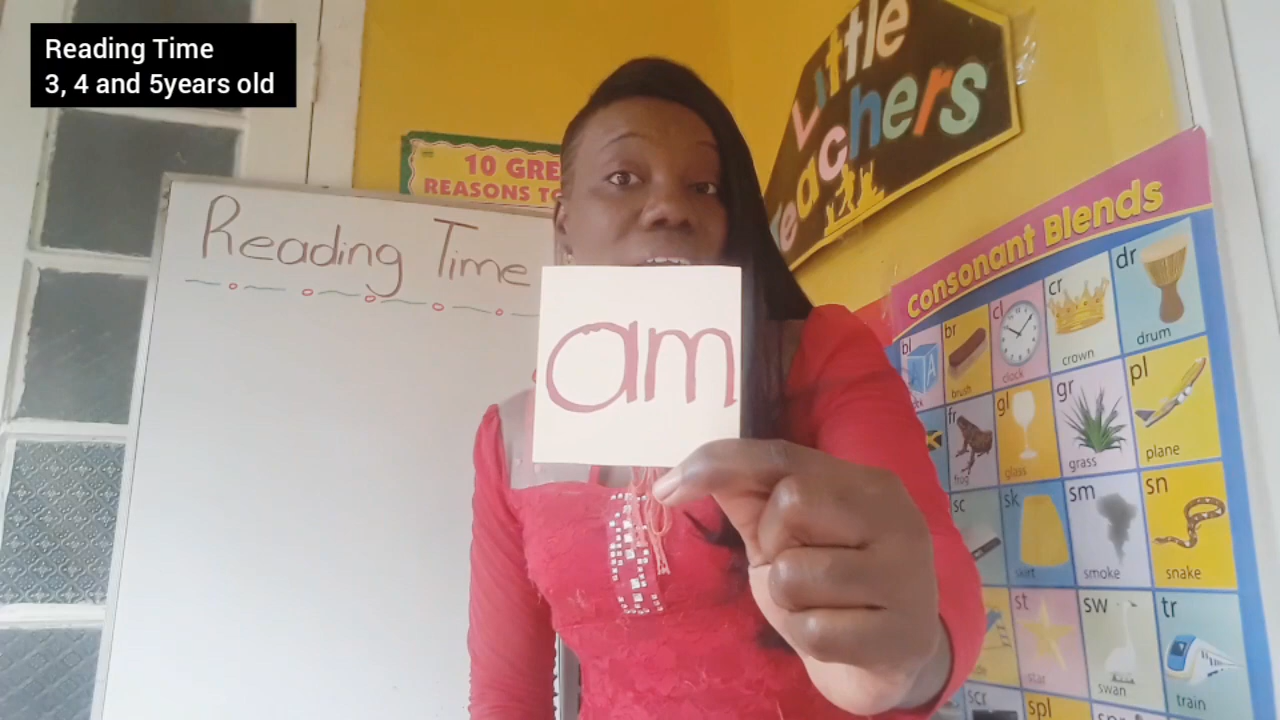 Reading Time
3, 4 and 5years old
Little
Teachers
10 GRE
REASONS TO
Reading Time
am
consonant Blends
bl
br
brush
cl
clock
cr
crown
dr
drum
fr
frog
gl
glass
gr
grass
pl
plane
sc
sk
skirt
sm
smoke
sn
snake
st
star
sw
swan
tr
train
scr
spl